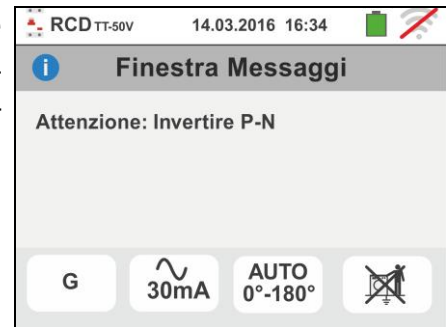 RCD TT-50V 14.03.2016 16:34
i Finestra Messaggi
Attenzione: Invertire P-N
G
30mA
AUTO
0°-180°